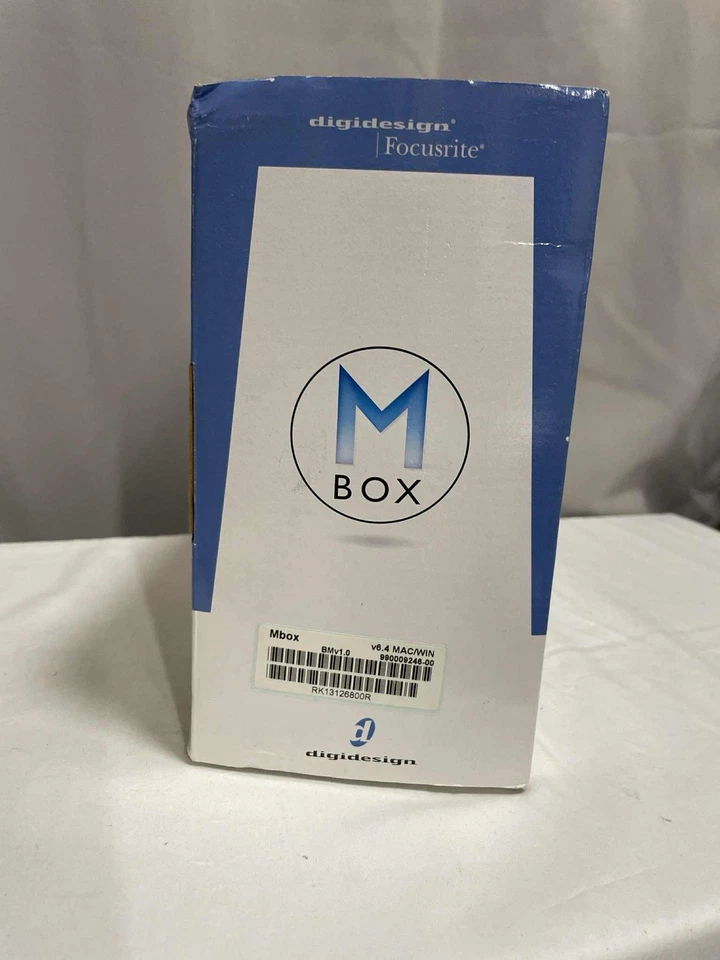 digidesign®
Focusrite®
M
BOX
Mbox
v6.4 MAC/WIN
BMv1.0
990009246-00
RK13126800R
d
digidesign